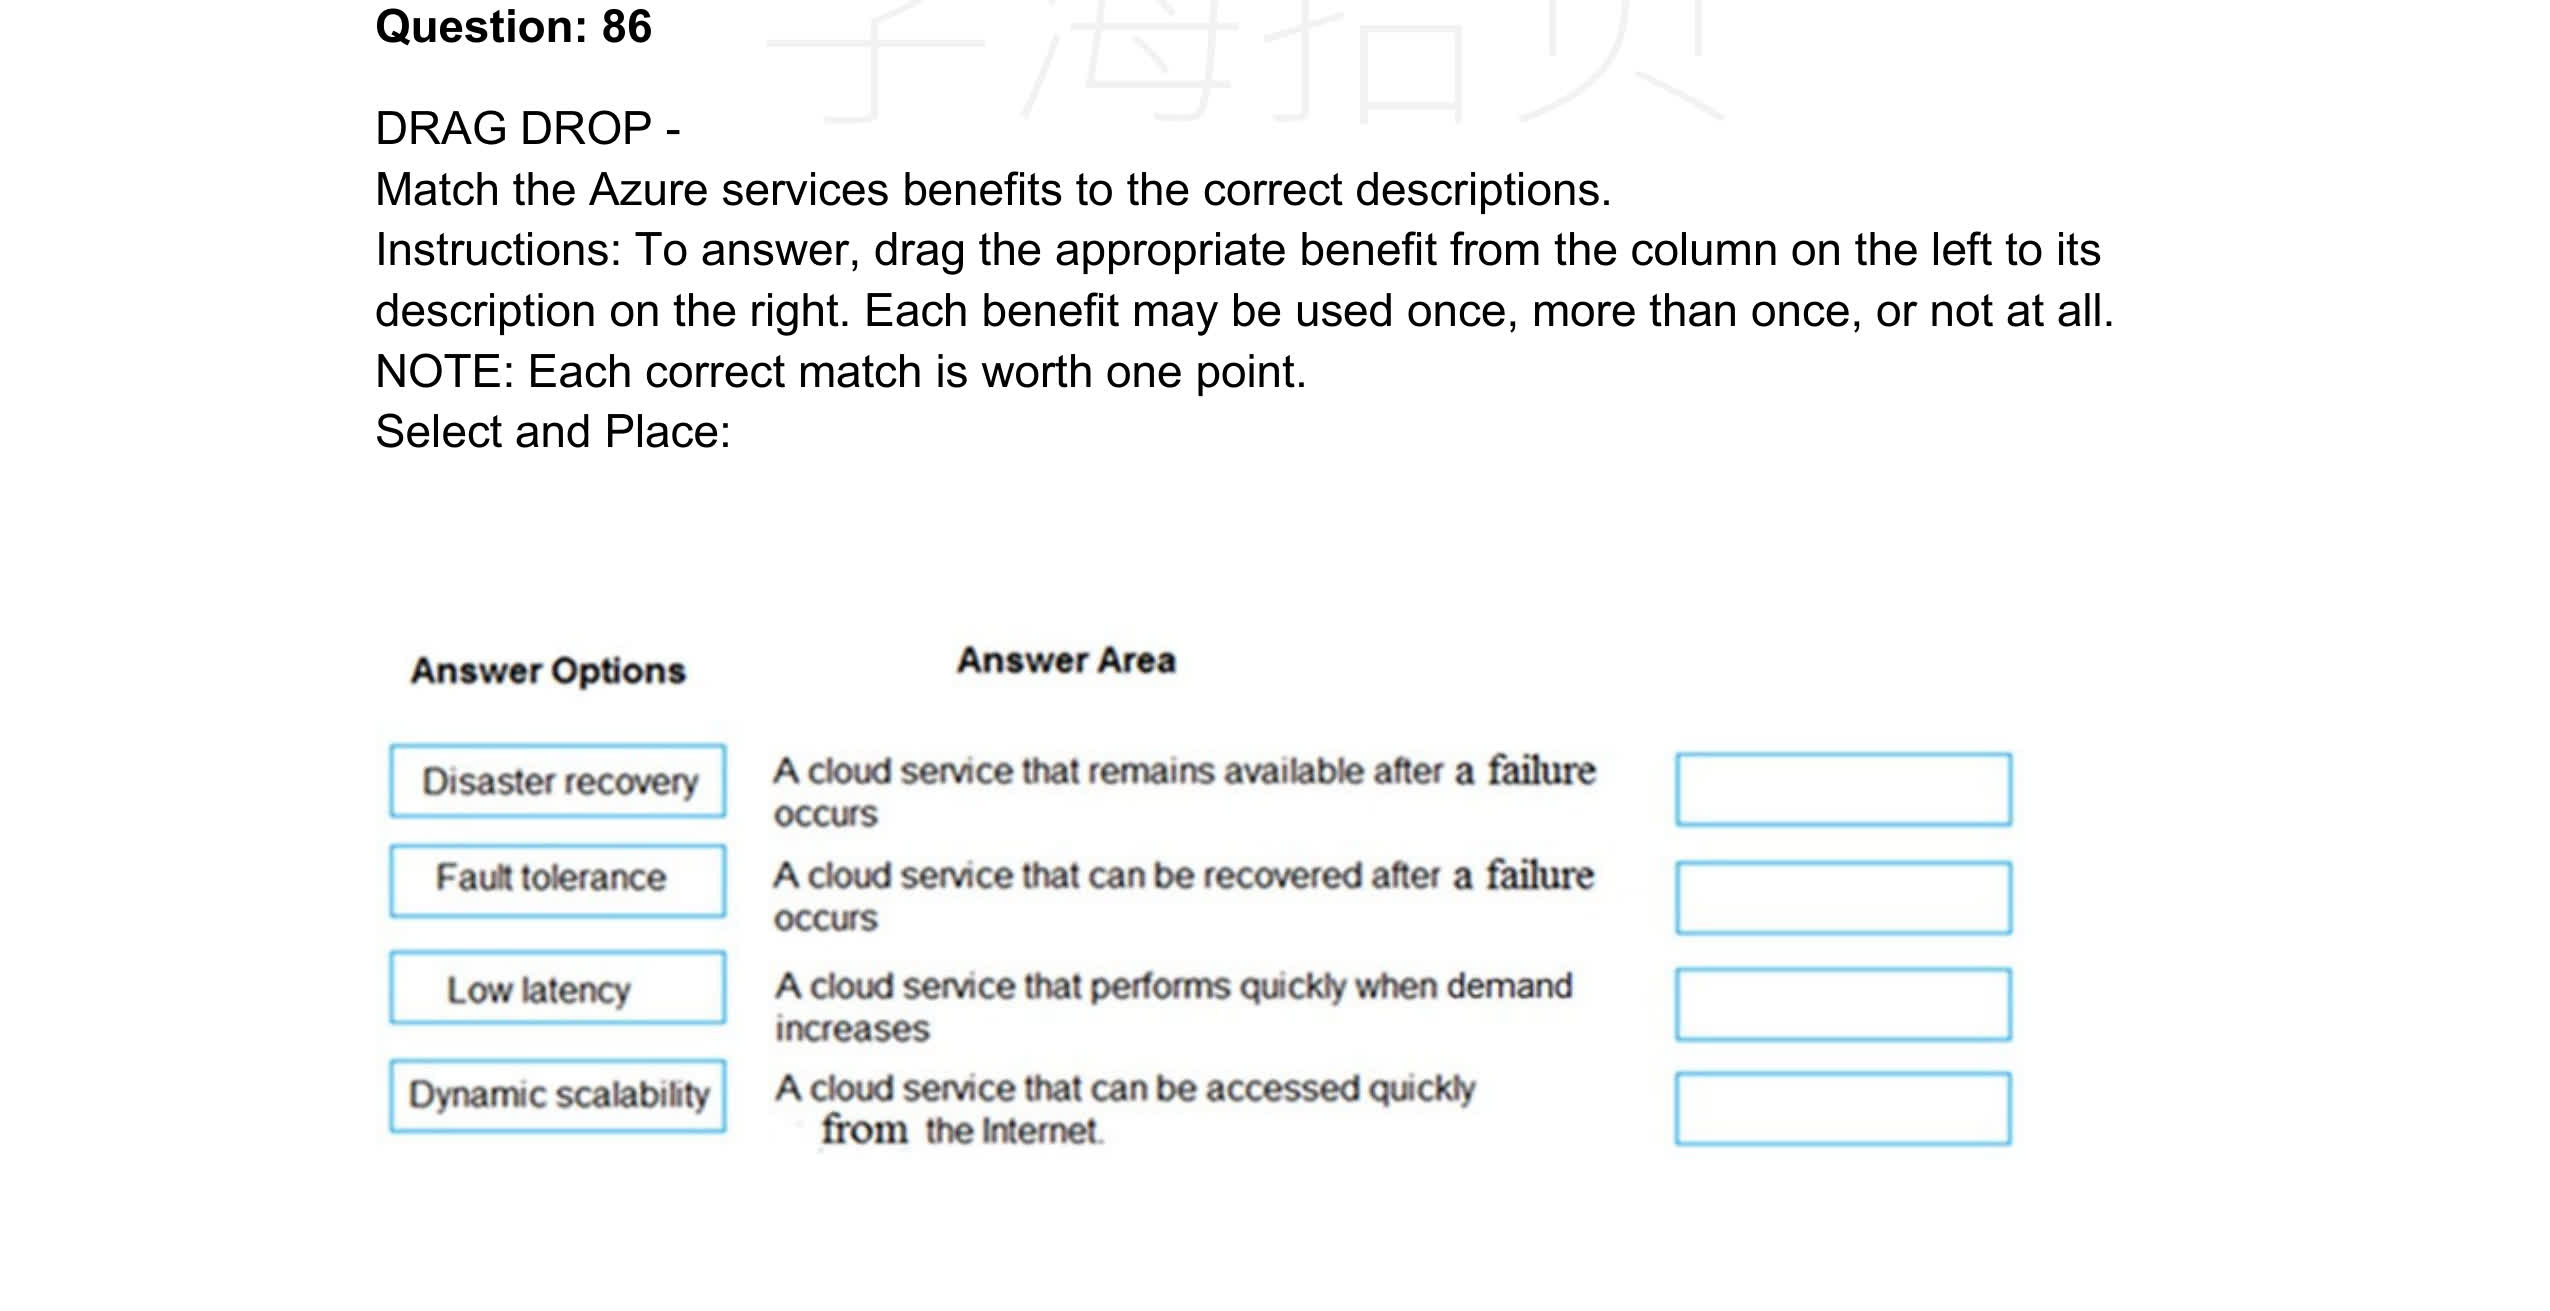 Question: 86
DRAG DROP -
Match the Azure services benefits to the correct descriptions.
Instructions: To answer, drag the appropriate benefit from the column on the left to its
description on the right. Each benefit may be used once, more than once, or not at all.
NOTE: Each correct match is worth one point.
Select and Place:
Answer Options
Answer Area
Disaster recovery
A cloud service that remains available after a failure
occurs
Fault tolerance
A cloud service that can be recovered after a failure
occurs
Low latency
A cloud service that performs quickly when demand
increases
Dynamic scalability
A cloud service that can be accessed quickly
from the Internet.